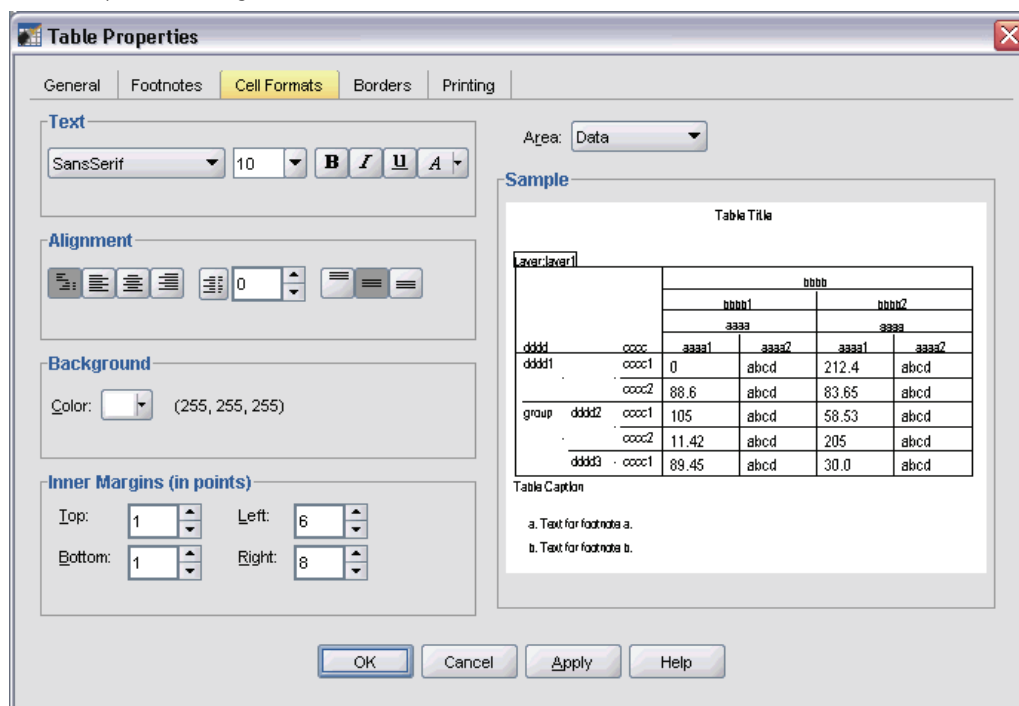 Table Properties
General Footnotes Cell Formats Borders Printing
Text
SansSerif 10 B I U A
Alignment
0
Background
Color: (255, 255, 255)
Inner Margins (in points)
Top: 1 Left: 6
Bottom: 1 Right: 8
Area: Data
Sample
Table Title
Layer:layer1
bbbb
bbbb1 bbbb2
aaaa aaaa
dddd cccc aaaa1 aaaa2 aaaa1 aaaa2
dddd1 cccc1 0 abcd 212.4 abcd
cccc2 88.6 abcd 83.65 abcd
group dddd2 cccc1 105 abcd 58.53 abcd
cccc2 11.42 abcd 205 abcd
dddd3 cccc1 89.45 abcd 30.0 abcd
Table Caption
a. Text for footnote a.
b. Text for footnote b.
OK Cancel Apply Help